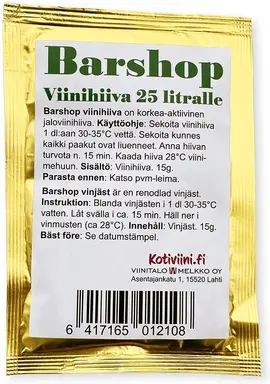 Barshop
Viinihiiva 25 litralle
Barshop viinihiiva on korkea-aktiivinen
jaloviinihiiva. Käyttöohje: Sekoita viinihiiva
1 dl:aan 30-35°C vettä. Sekoita kunnes
kaikki paakut ovat liuenneet. Anna hiivan
turvota n. 15 min. Kaada hiiva 28°C viini-
mehuun. Sisältö: Viinihiiva. 15g.
Parasta ennen: Katso pvm-leima.
Barshop vinjäst är en renodlad vinjäst.
Instruktion: Blanda vinjästen i 1 dl 30-35°C
vatten. Låt svälla i ca. 15 min. Häll ner i
vinmusten (ca 28°C). Innehåll: Vinjäst. 15g.
Bäst före: Se datumstämpel.
Kotiviini.fi
VIINITALO MELKKO OY
Asentajankatu 1, 15520 Lahti
6 417165 012108